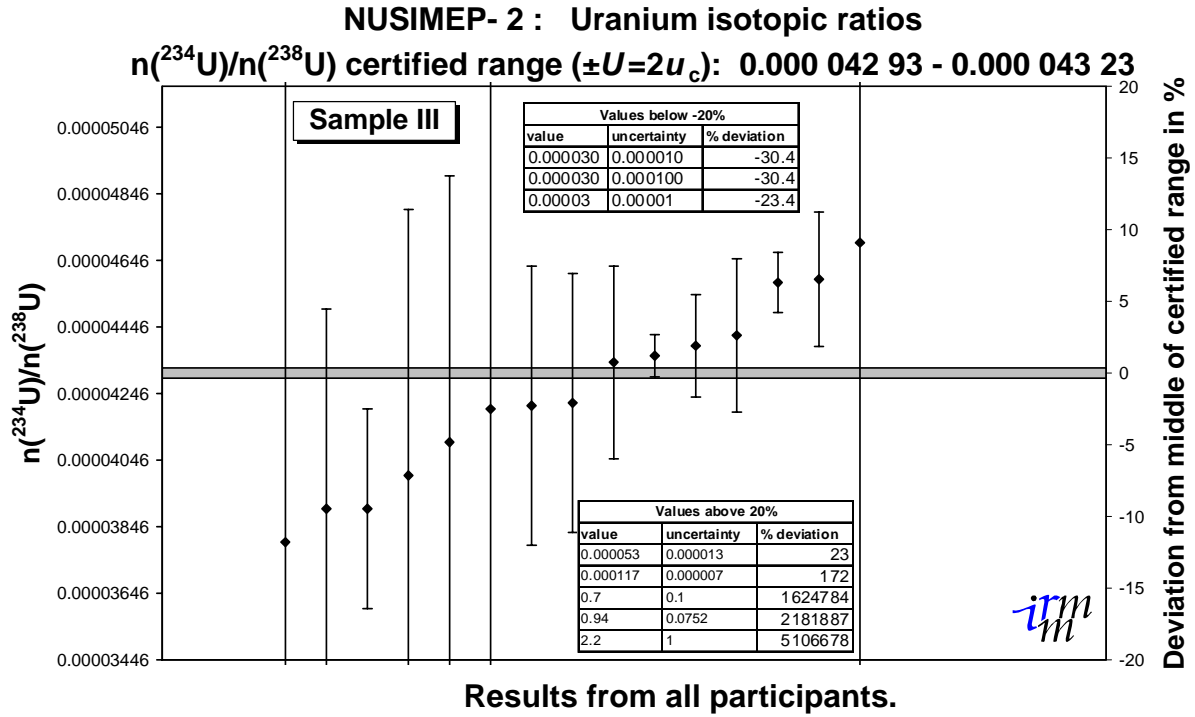 NUSIMEP- 2 : Uranium isotopic ratios
n(²³⁴U)/n(²³⁸U) certified range (±U=2u c): 0.000 042 93 - 0.000 043 23
Sample III
Values below -20%
value uncertainty % deviation
0.000030 0.000010 -30.4
0.000030 0.000100 -30.4
0.00003 0.00001 -23.4
0.00005046
0.00004846
0.00004646
0.00004446
0.00004246
0.00004046
0.00003846
0.00003646
0.00003446
n(²³⁴U)/n(²³⁸U)
20
15
10
5
0
-5
-10
-15
-20
Deviation from middle of certified range in %
Values above 20%
value uncertainty % deviation
0.000053 0.000013 23
0.000117 0.000007 172
0.7 0.1 1624784
0.94 0.0752 2181887
2.2 1 5106678
irm
m
Results from all participants.